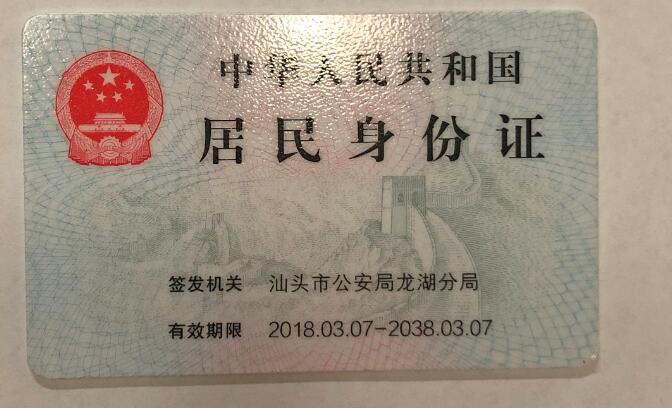 中华人民共和国
居民身份证
签发机关 汕头市公安局龙湖分局
有效期限 2018.03.07-2038.03.07